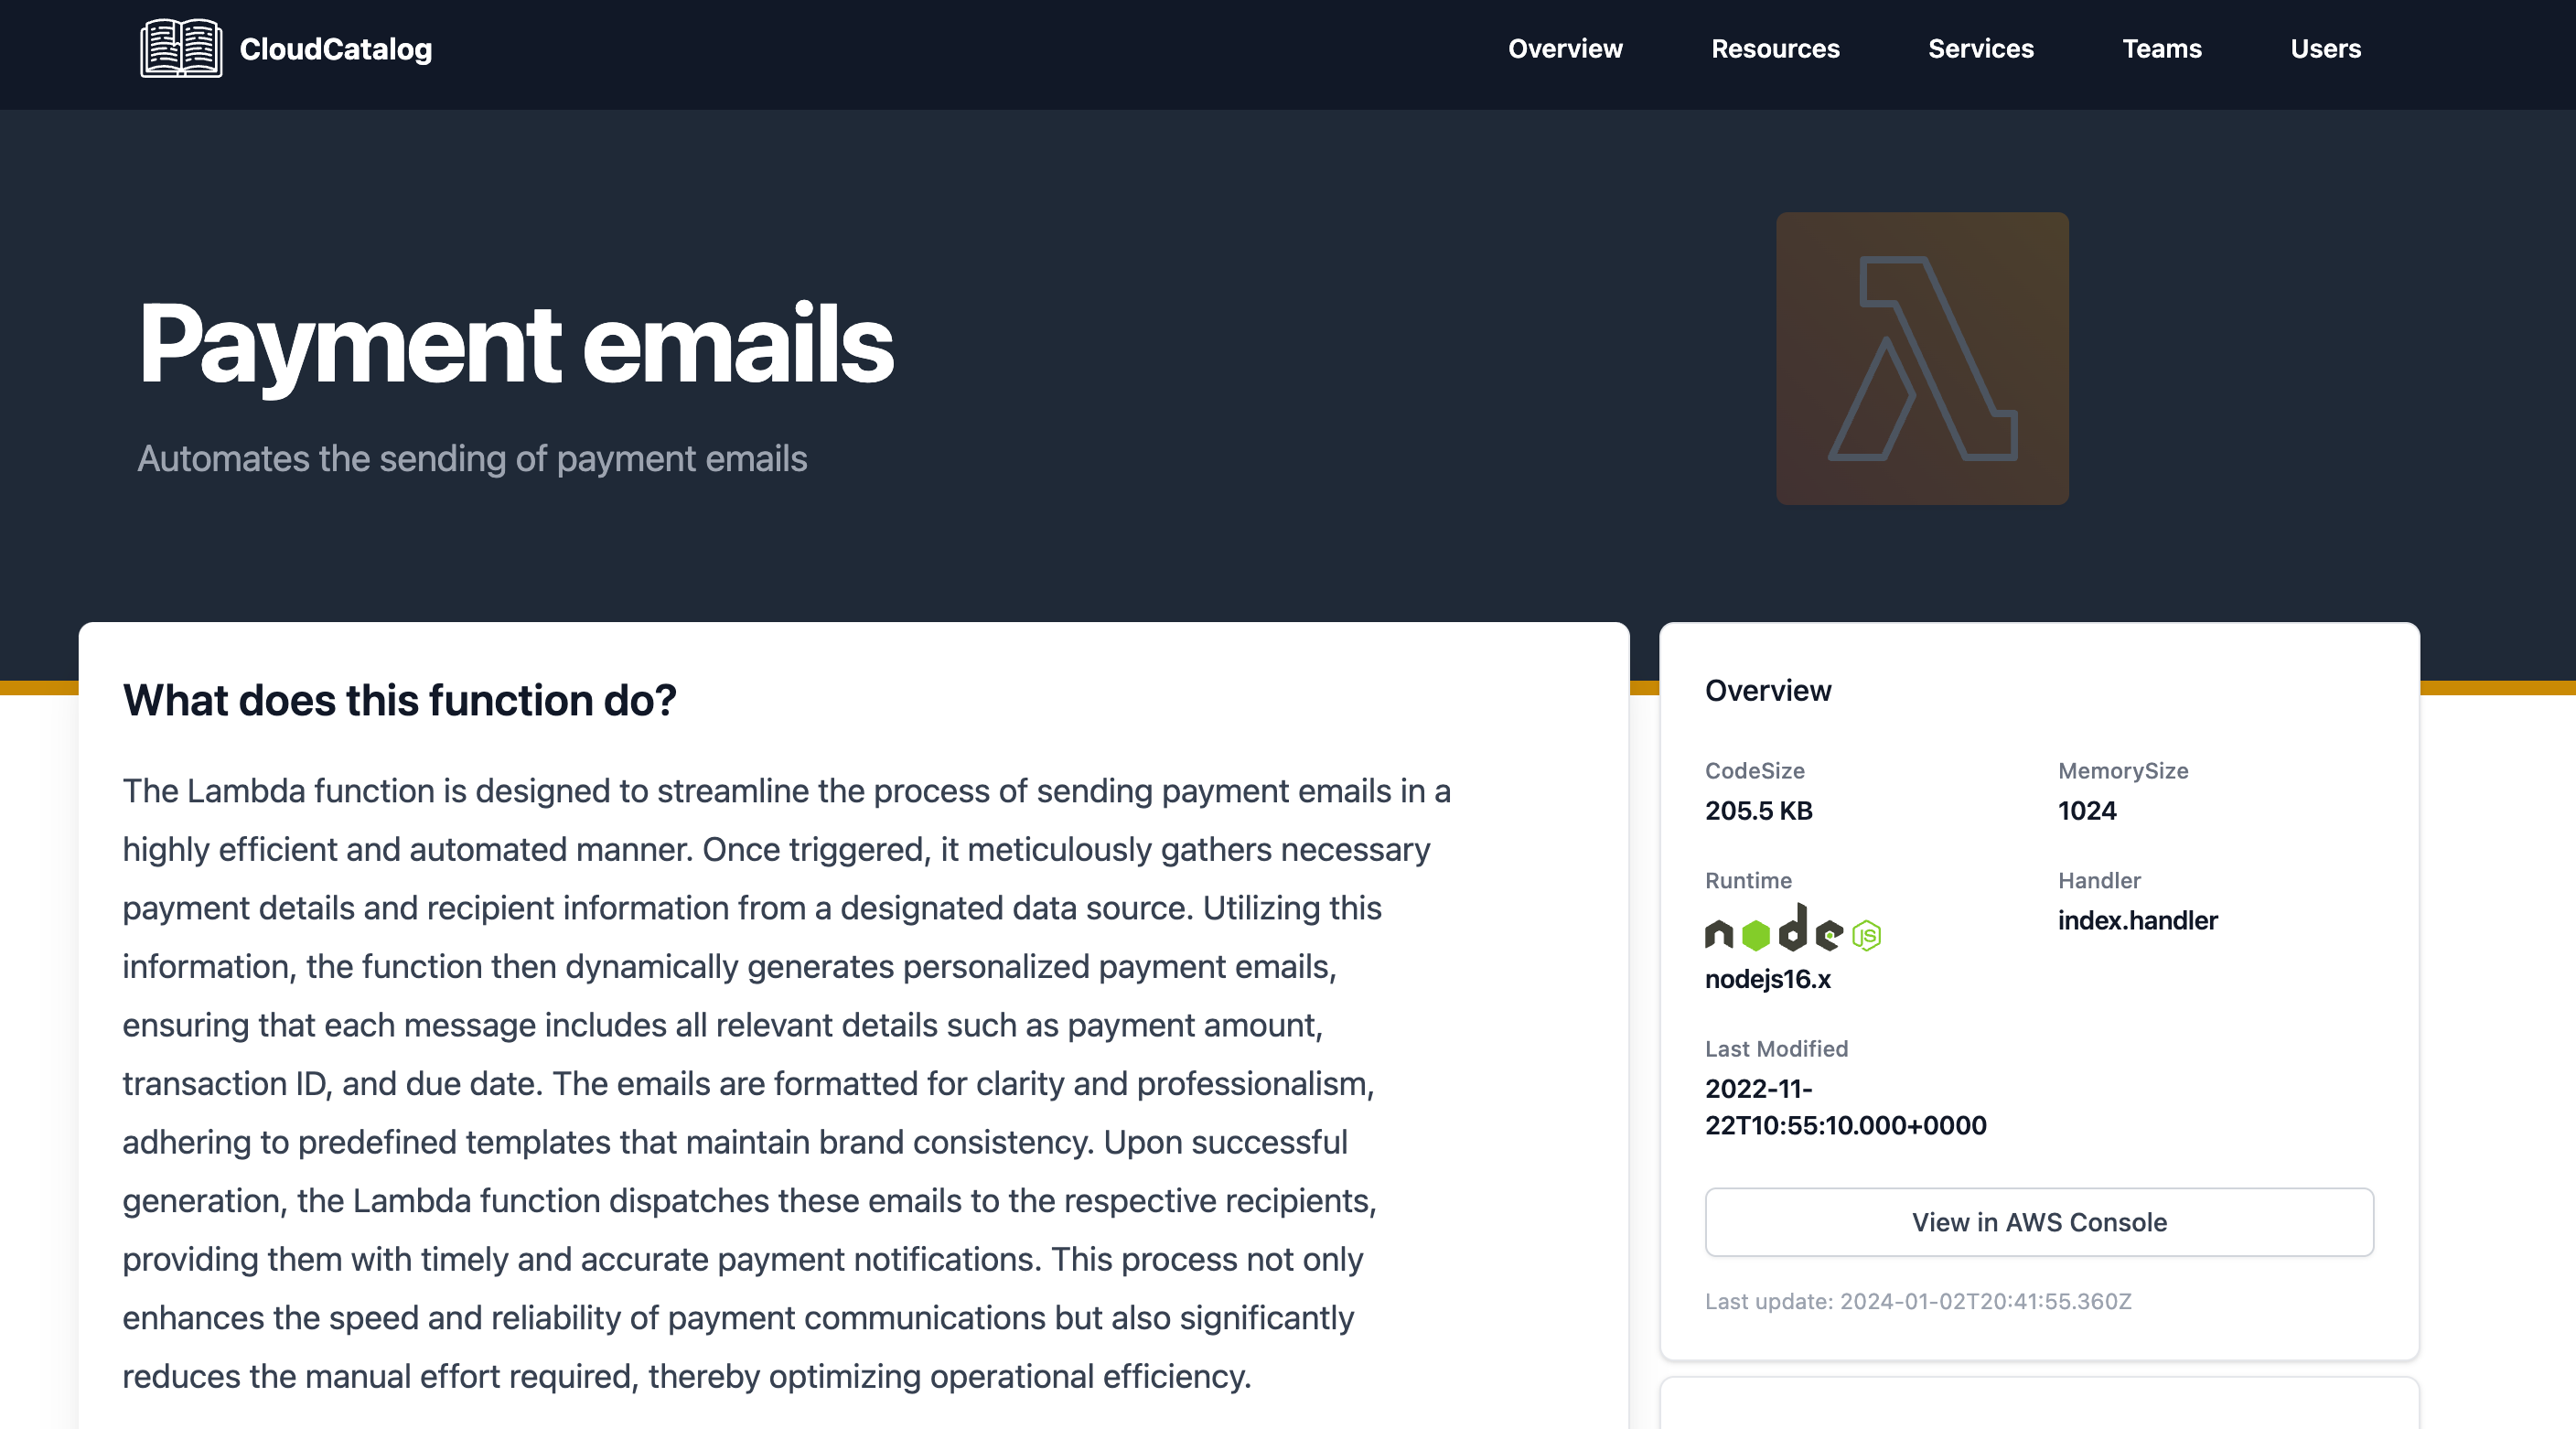 CloudCatalog
Overview
Resources
Services
Teams
Users
Payment emails
Automates the sending of payment emails
What does this function do?
The Lambda function is designed to streamline the process of sending payment emails in a
highly efficient and automated manner. Once triggered, it meticulously gathers necessary
payment details and recipient information from a designated data source. Utilizing this
information, the function then dynamically generates personalized payment emails,
ensuring that each message includes all relevant details such as payment amount,
transaction ID, and due date. The emails are formatted for clarity and professionalism,
adhering to predefined templates that maintain brand consistency. Upon successful
generation, the Lambda function dispatches these emails to the respective recipients,
providing them with timely and accurate payment notifications. This process not only
enhances the speed and reliability of payment communications but also significantly
reduces the manual effort required, thereby optimizing operational efficiency.
Overview
CodeSize
205.5 KB
MemorySize
1024
Runtime
node JS
nodejs16.x
Handler
index.handler
Last Modified
2022-11-
22T10:55:10.000+0000
View in AWS Console
Last update: 2024-01-02T20:41:55.360Z